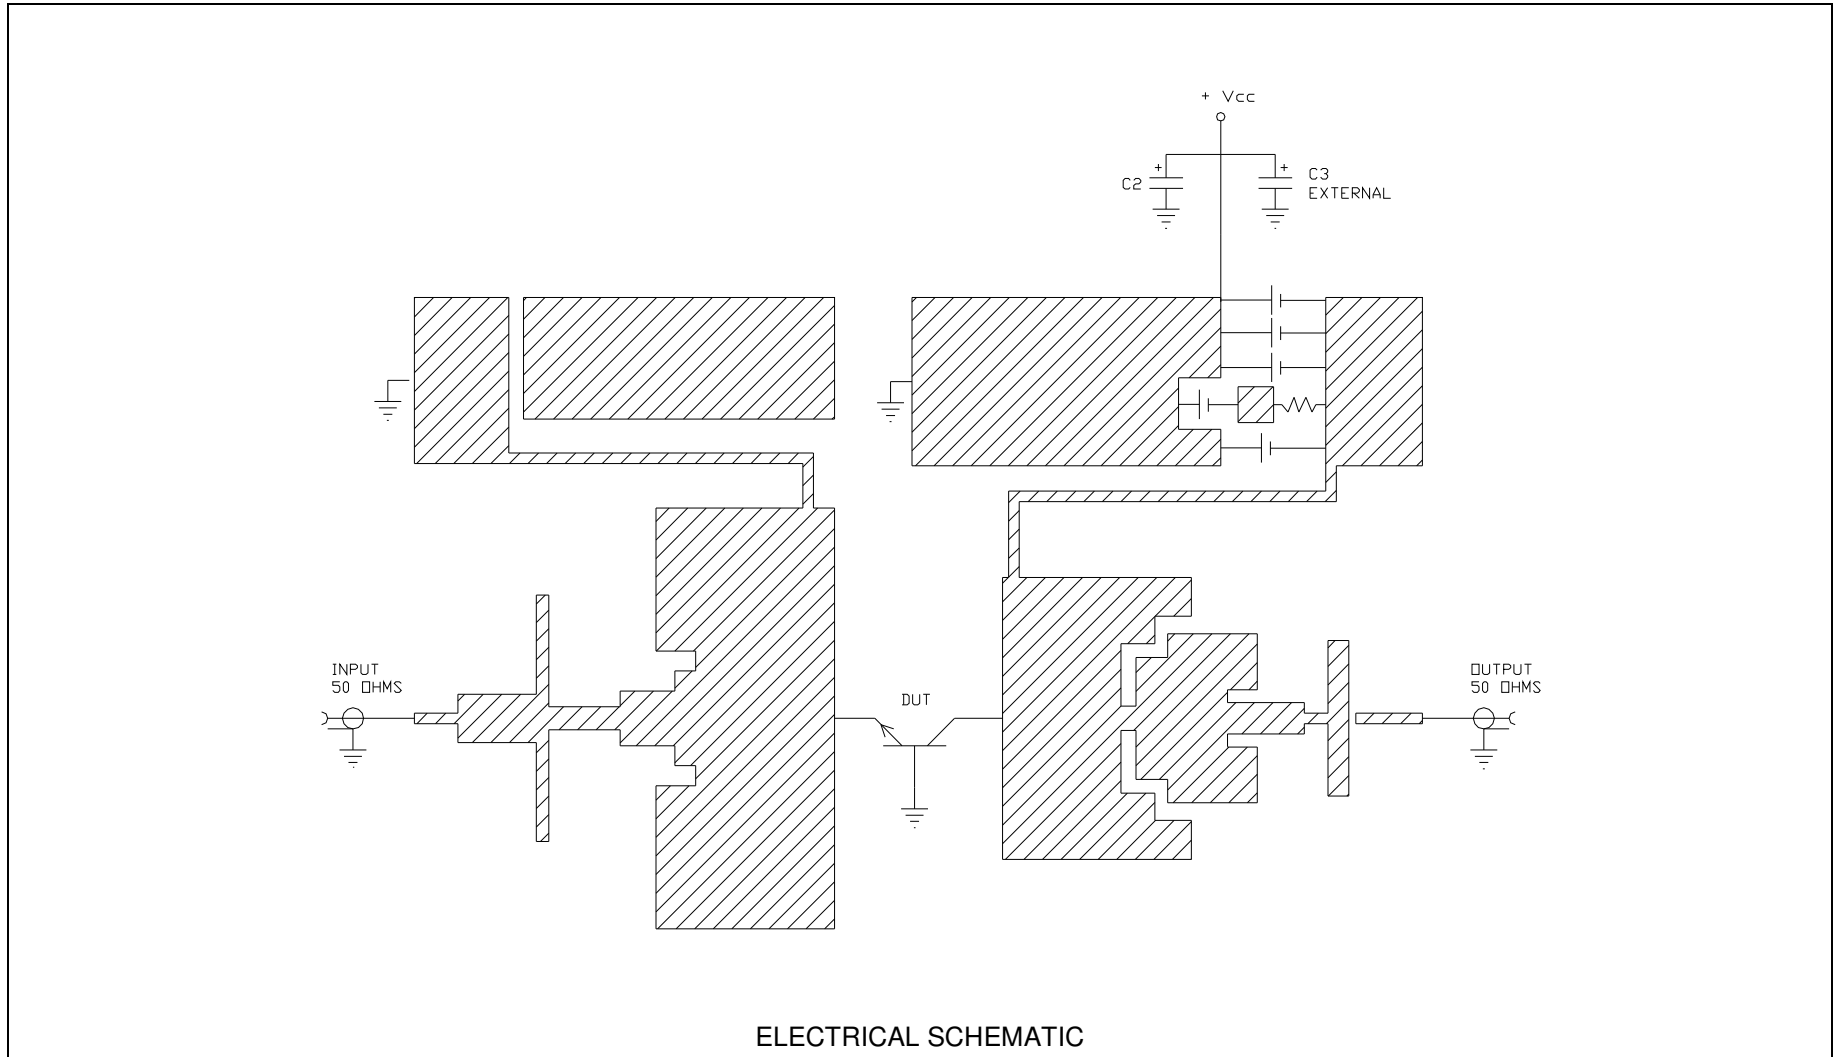 + Vcc
+
+
C2
C3
EXTERNAL
INPUT
50 OHMS
DUT
OUTPUT
50 OHMS
ELECTRICAL SCHEMATIC